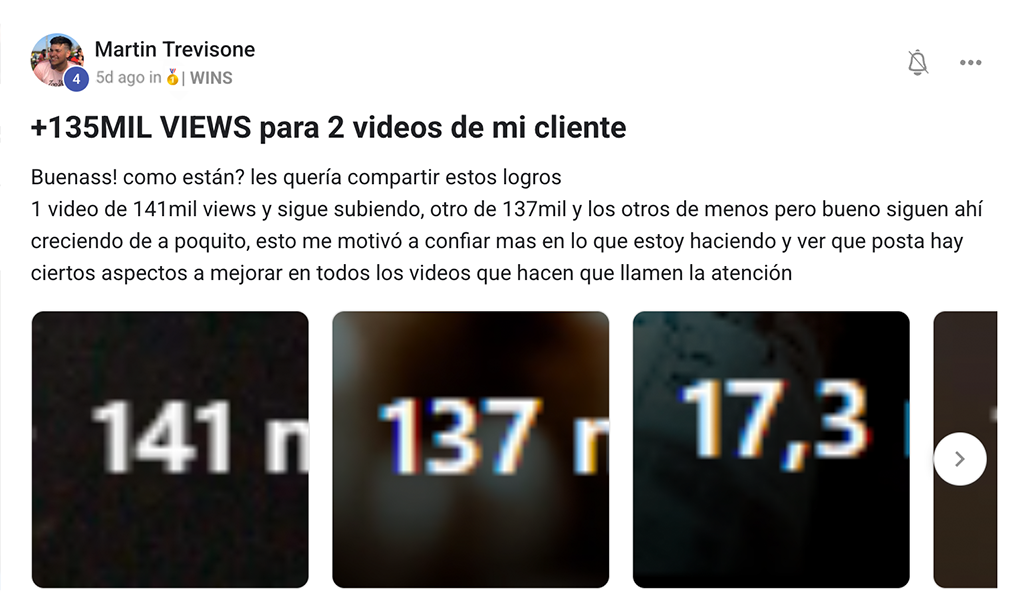 Martin Trevisone
4
5d ago in 🥇| WINS
+135MIL VIEWS para 2 videos de mi cliente
Buenass! como están? les quería compartir estos logros
1 video de 141mil views y sigue subiendo, otro de 137mil y los otros de menos pero bueno siguen ahí
creciendo de a poquito, esto me motivó a confiar mas en lo que estoy haciendo y ver que posta hay
ciertos aspectos a mejorar en todos los videos que hacen que llamen la atención
141
137
17,3